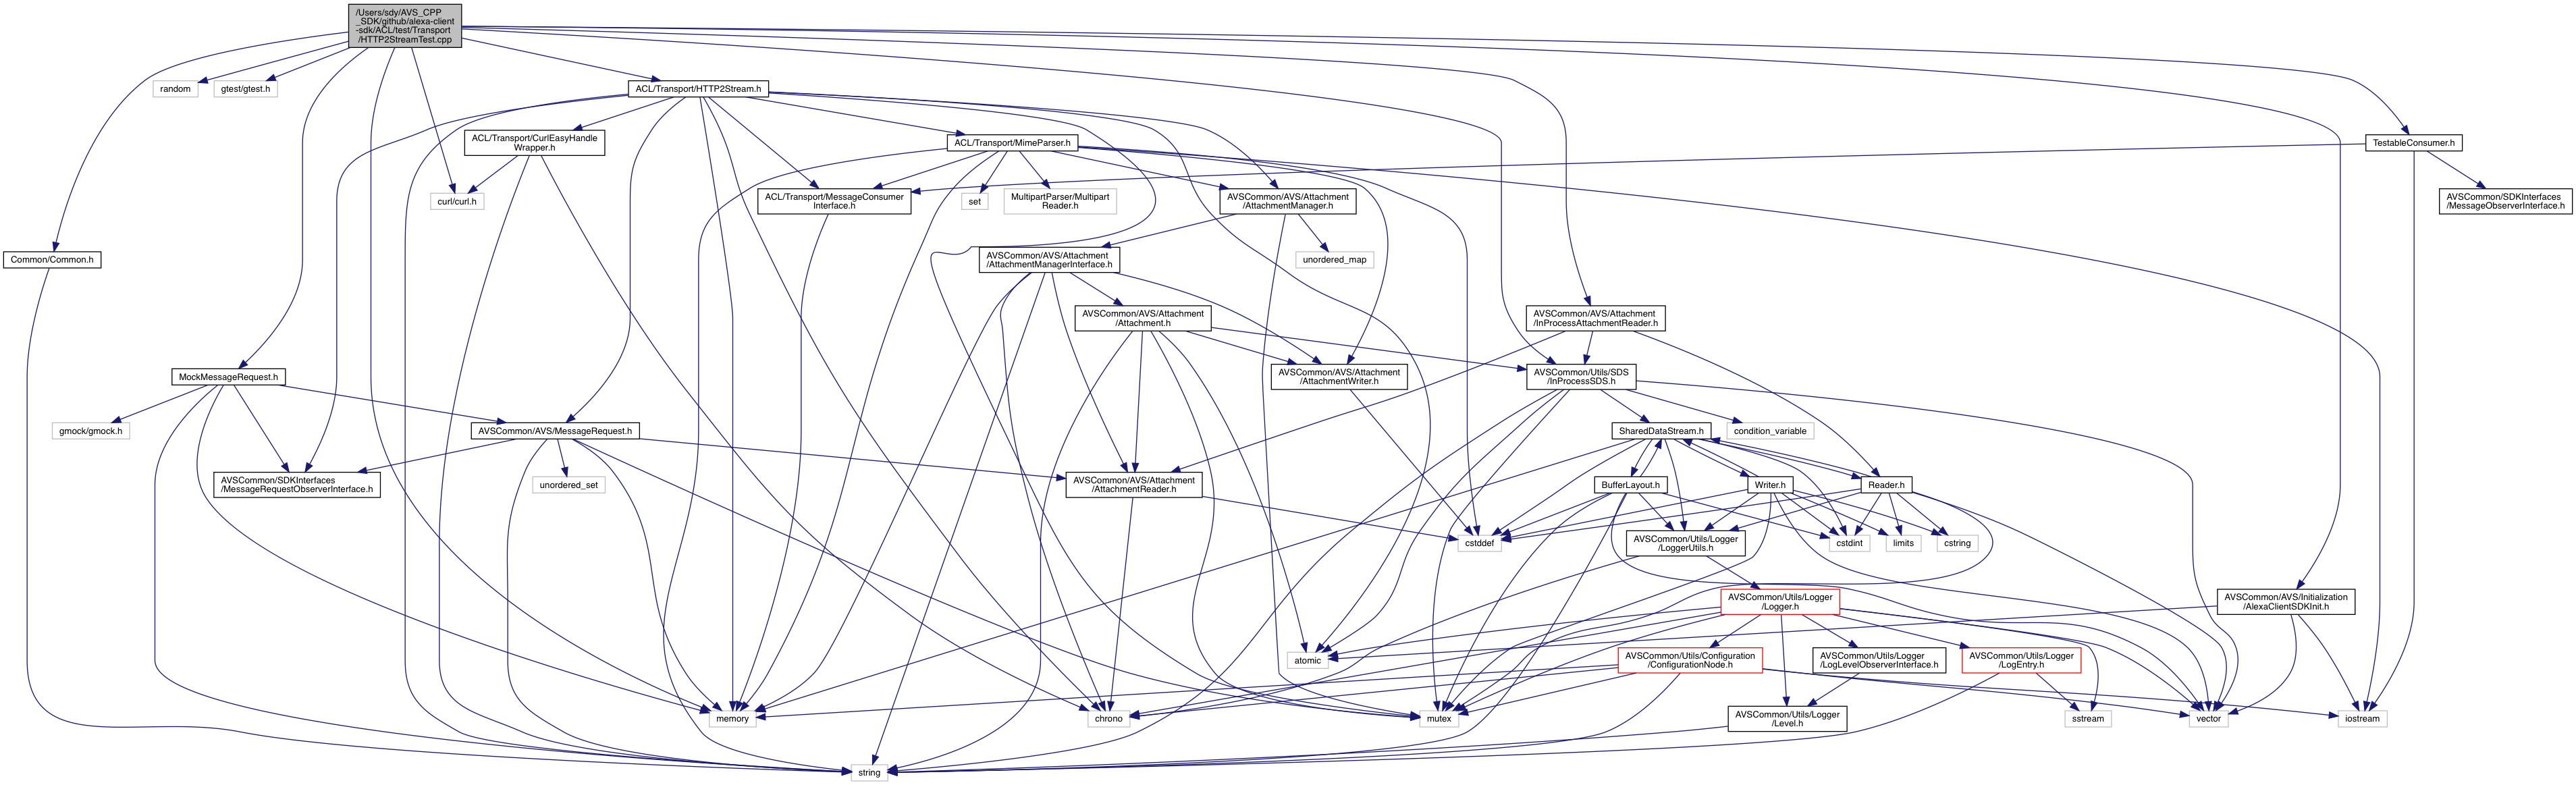 /Users/sdy/AVS_CPP
_SDK/github/alexa-client
-sdk/ACL/test/Transport
/HTTP2StreamTest.cpp
random
gtest/gtest.h
ACL/Transport/HTTP2Stream.h
ACL/Transport/CurlEasyHandle
Wrapper.h
ACL/Transport/MimeParser.h
TestableConsumer.h
curl/curl.h
ACL/Transport/MessageConsumer
Interface.h
set
MultipartParser/Multipart
Reader.h
AVSCommon/AVS/Attachment
/AttachmentManager.h
AVSCommon/SDKInterfaces
/MessageObserverInterface.h
Common/Common.h
AVSCommon/AVS/Attachment
/AttachmentManagerInterface.h
unordered_map
AVSCommon/AVS/Attachment
/Attachment.h
AVSCommon/AVS/Attachment
/InProcessAttachmentReader.h
MockMessageRequest.h
AVSCommon/AVS/Attachment
/AttachmentWriter.h
AVSCommon/Utils/SDS
/InProcessSDS.h
gmock/gmock.h
AVSCommon/AVS/MessageRequest.h
SharedDataStream.h
condition_variable
AVSCommon/SDKInterfaces
/MessageRequestObserverInterface.h
unordered_set
AVSCommon/AVS/Attachment
/AttachmentReader.h
BufferLayout.h
Writer.h
Reader.h
cstddef
AVSCommon/Utils/Logger
/LoggerUtils.h
cstdint
limits
cstring
AVSCommon/Utils/Logger
/Logger.h
AVSCommon/AVS/Initialization
/AlexaClientSDKInit.h
atomic
AVSCommon/Utils/Configuration
/ConfigurationNode.h
AVSCommon/Utils/Logger
/LogLevelObserverInterface.h
AVSCommon/Utils/Logger
/LogEntry.h
memory
chrono
mutex
AVSCommon/Utils/Logger
/Level.h
sstream
vector
iostream
string